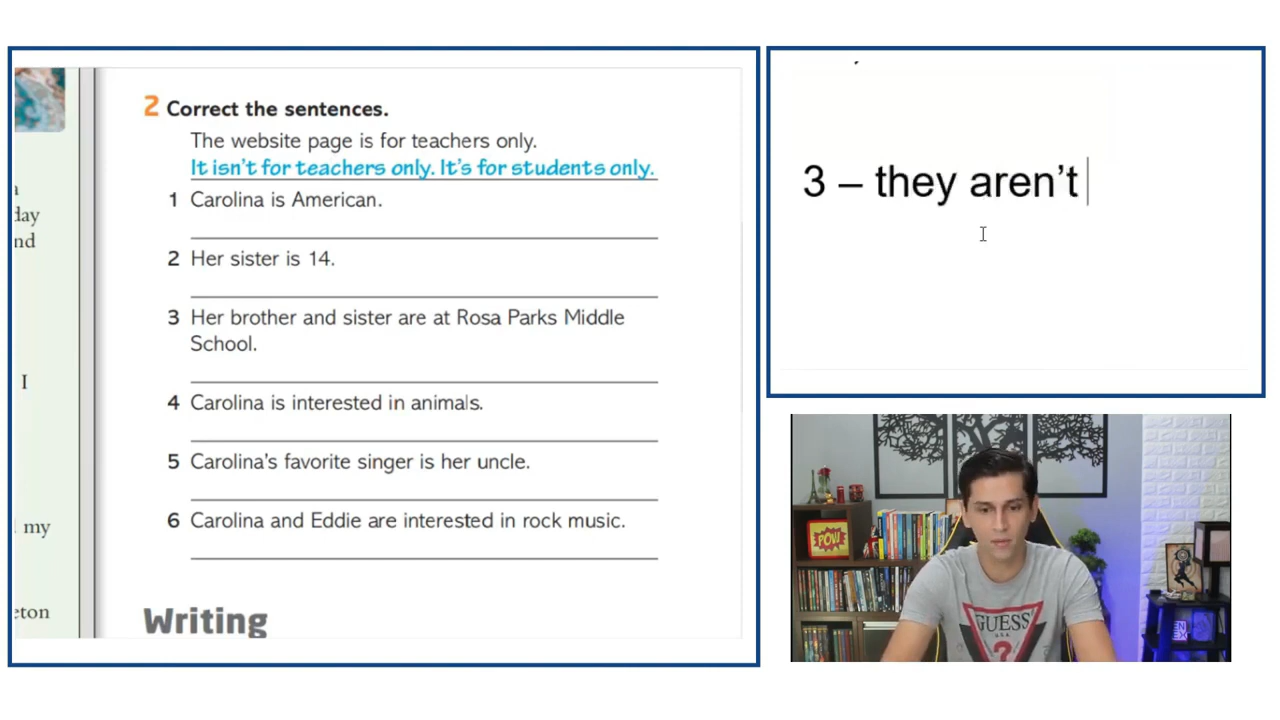 a
day
nd
I
my
eton
2 Correct the sentences.
The website page is for teachers only.
It isn't for teachers only. It's for students only.
1 Carolina is American.
2 Her sister is 14.
3 Her brother and sister are at Rosa Parks Middle
School.
4 Carolina is interested in animals.
5 Carolina's favorite singer is her uncle.
6 Carolina and Eddie are interested in rock music.
Writing
3 – they aren't
POW
GUESS
U.S.A.
?